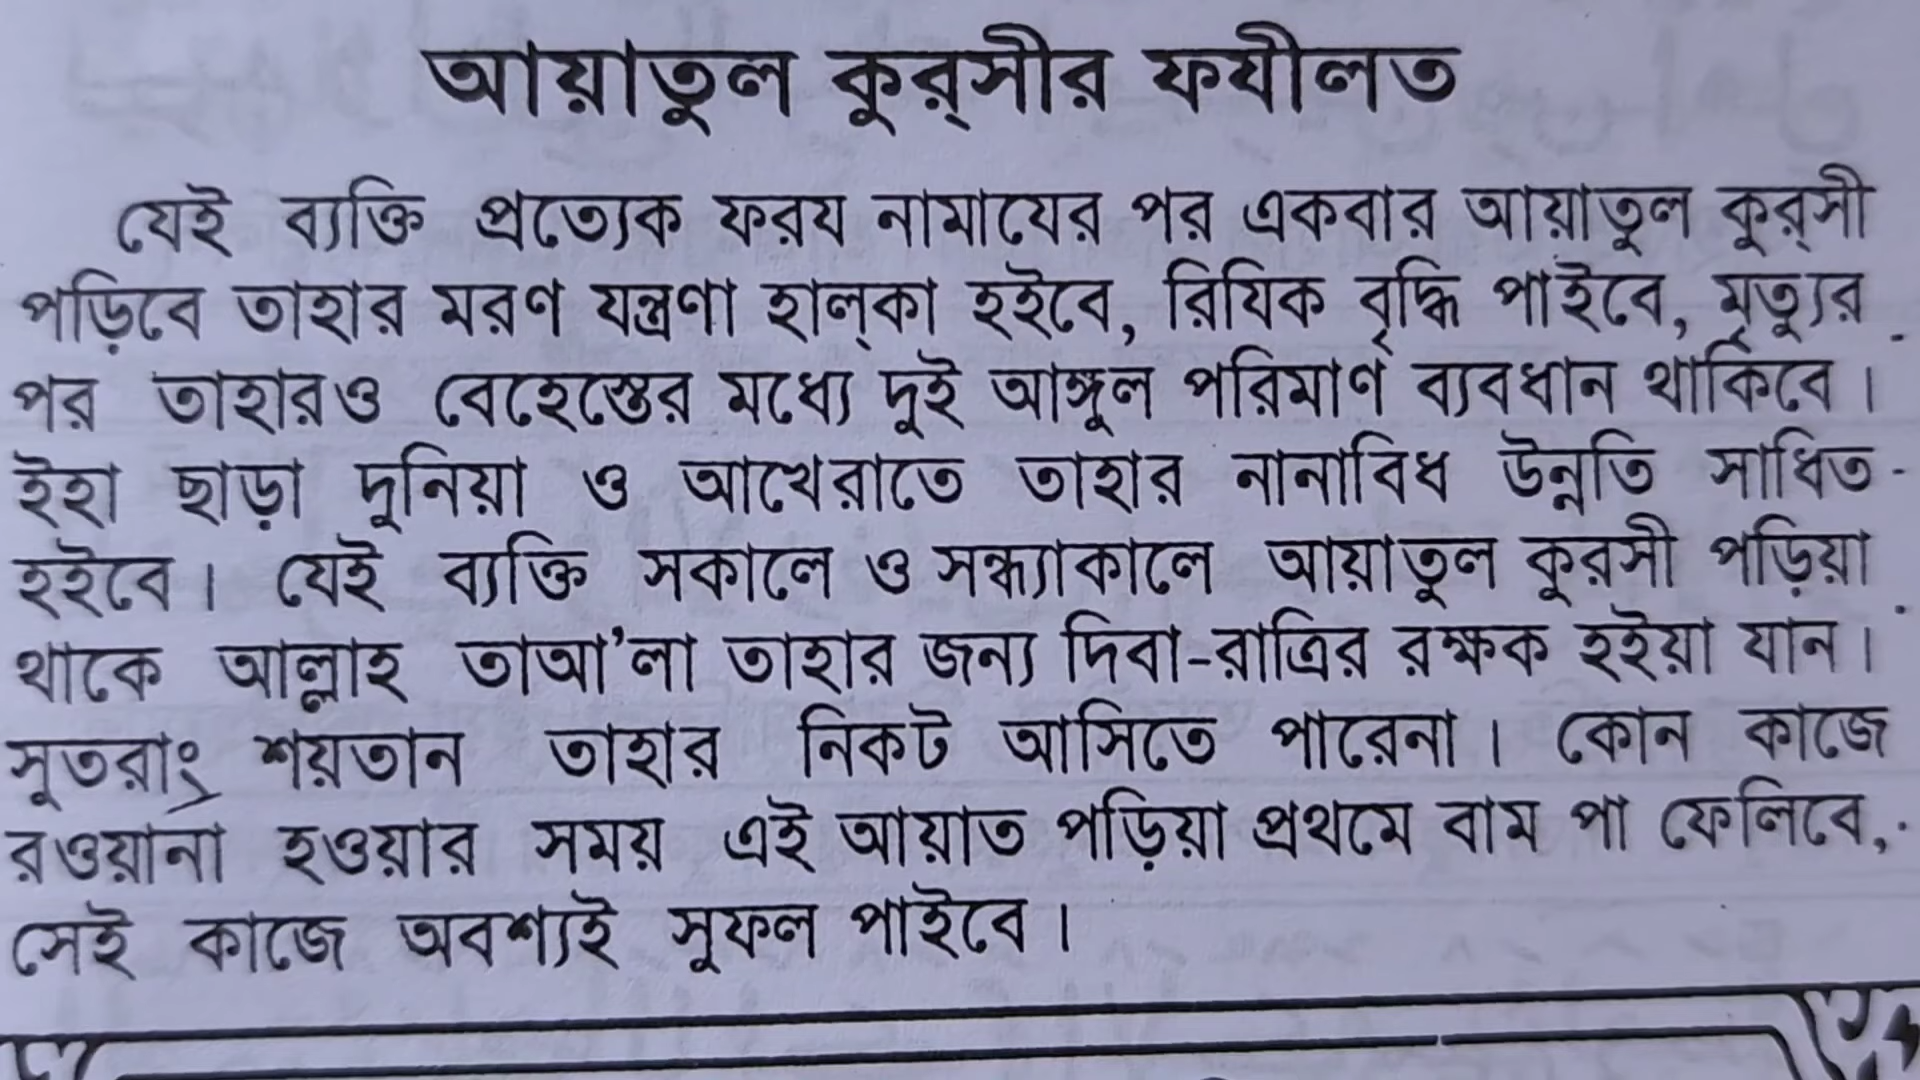 আয়াতুল কুর্সীর ফযীলত
যেই ব্যক্তি প্রত্যেক ফরয নামাযের পর একবার আয়াতুল কুর্সী
পড়িবে তাহার মরণ যন্ত্রণা হাল্কা হইবে, রিযিক বৃদ্ধি পাইবে, মৃত্যুর
পর তাহারও বেহেস্তের মধ্যে দুই আঙ্গুল পরিমাণ ব্যবধান থাকিবে।
ইহা ছাড়া দুনিয়া ও আখেরাতে তাহার নানাবিধ উন্নতি সাধিত
হইবে। যেই ব্যক্তি সকালে ও সন্ধ্যাকালে আয়াতুল কুরসী পড়িয়া
থাকে আল্লাহ তাআ’লা তাহার জন্য দিবা-রাত্রির রক্ষক হইয়া যান।
সুতরাং শয়তান তাহার নিকট আসিতে পারেনা। কোন কাজে
রওয়ানা হওয়ার সময় এই আয়াত পড়িয়া প্রথমে বাম পা ফেলিবে,
সেই কাজে অবশ্যই সুফল পাইবে।